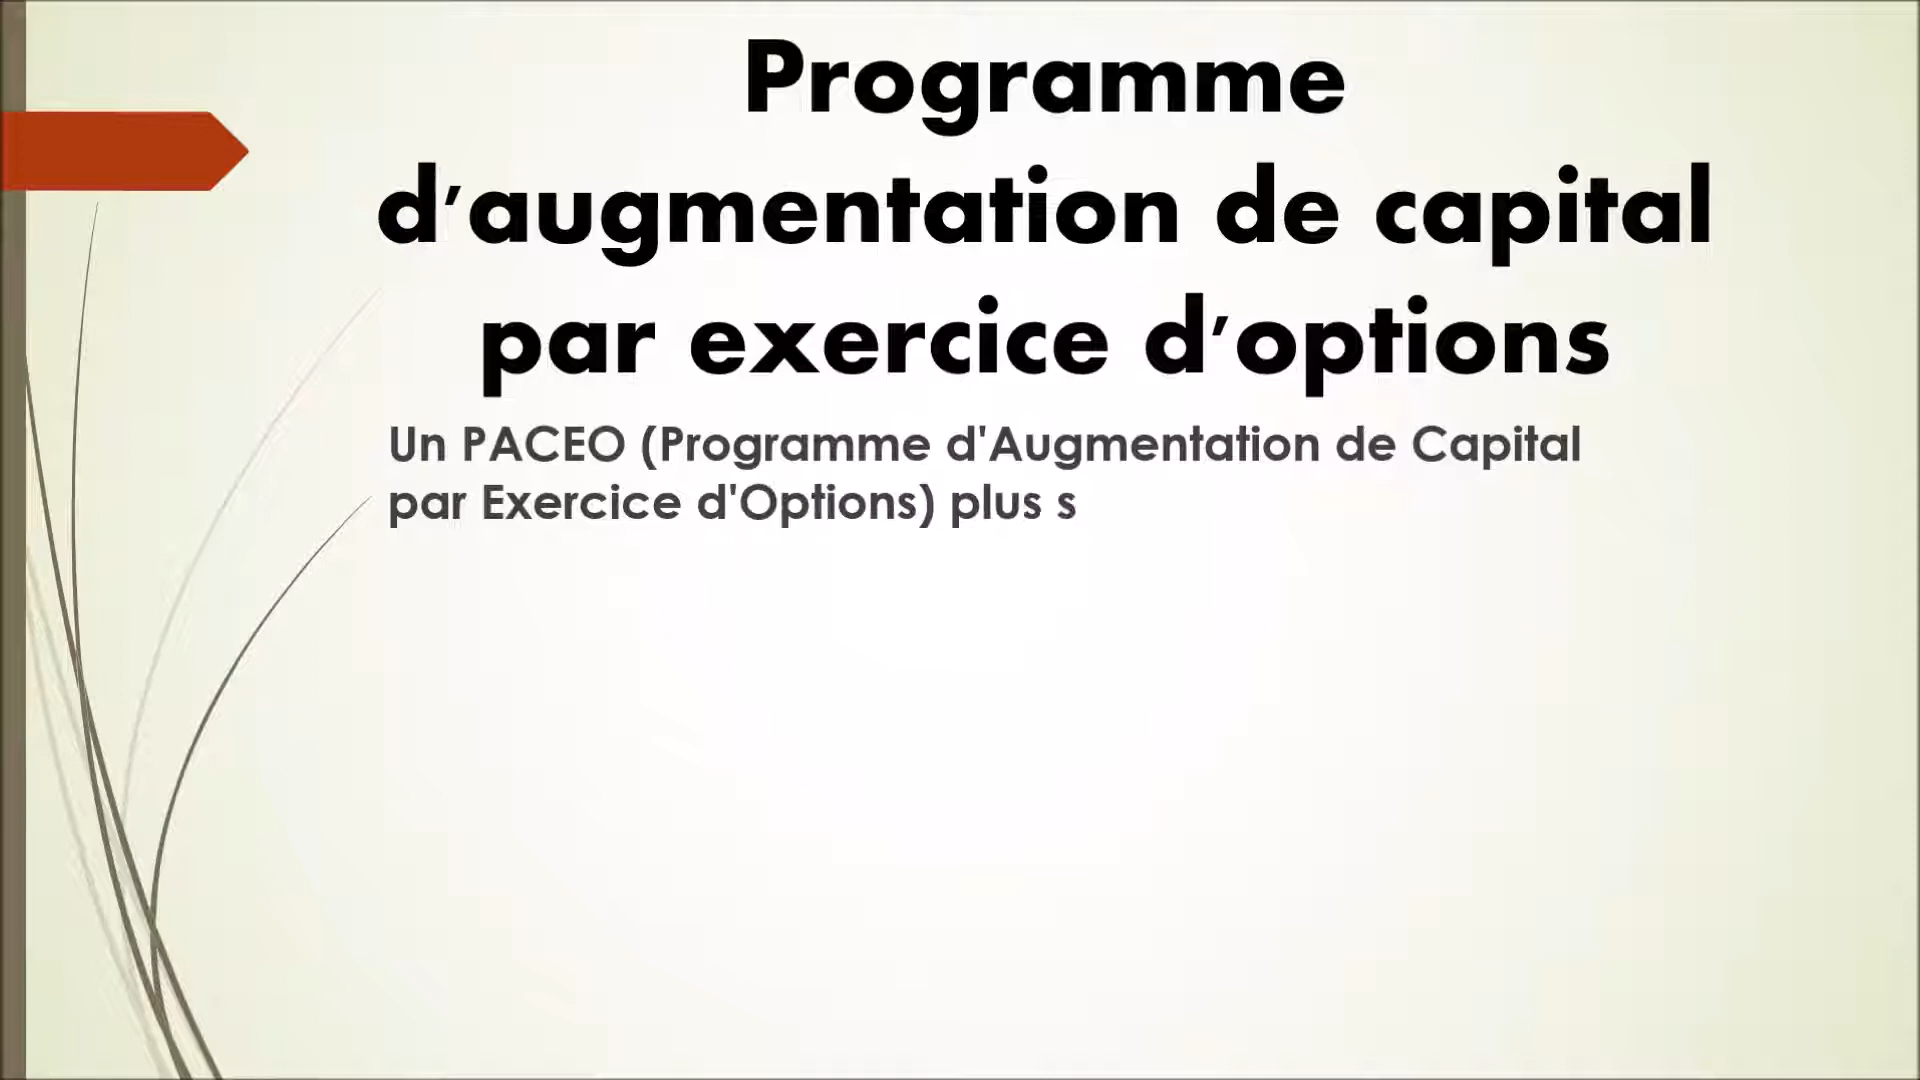 Programme
d'augmentation de capital
par exercice d'options
Un PACEO (Programme d'Augmentation de Capital
par Exercice d'Options) plus s